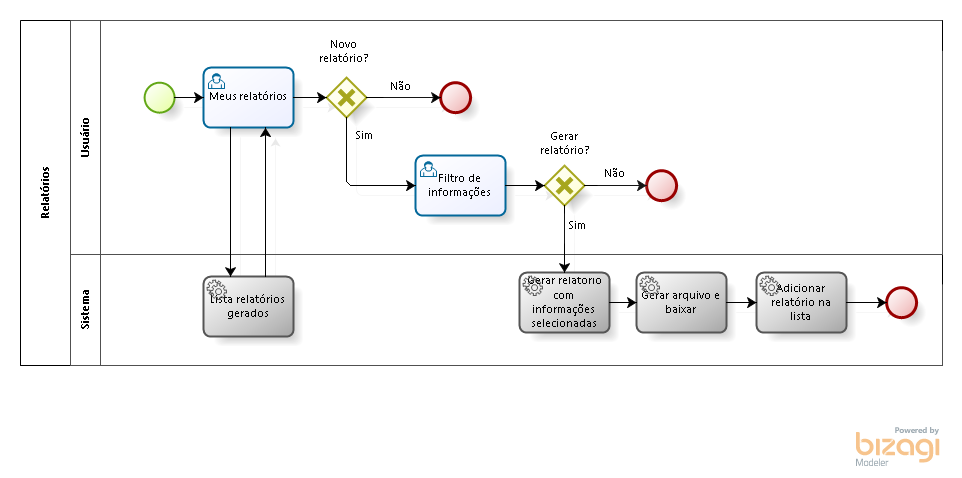 Relatórios
Usuário
Sistema
Novo
relatório?
Meus relatórios
Não
Sim
Gerar
relatório?
Filtro de
informações
Não
Sim
Lista relatórios
gerados
Gerar relatorio
com
informações
selecionadas
Gerar arquivo e
baixar
Adicionar
relatório na
lista
Powered by
bizagi
Modeler